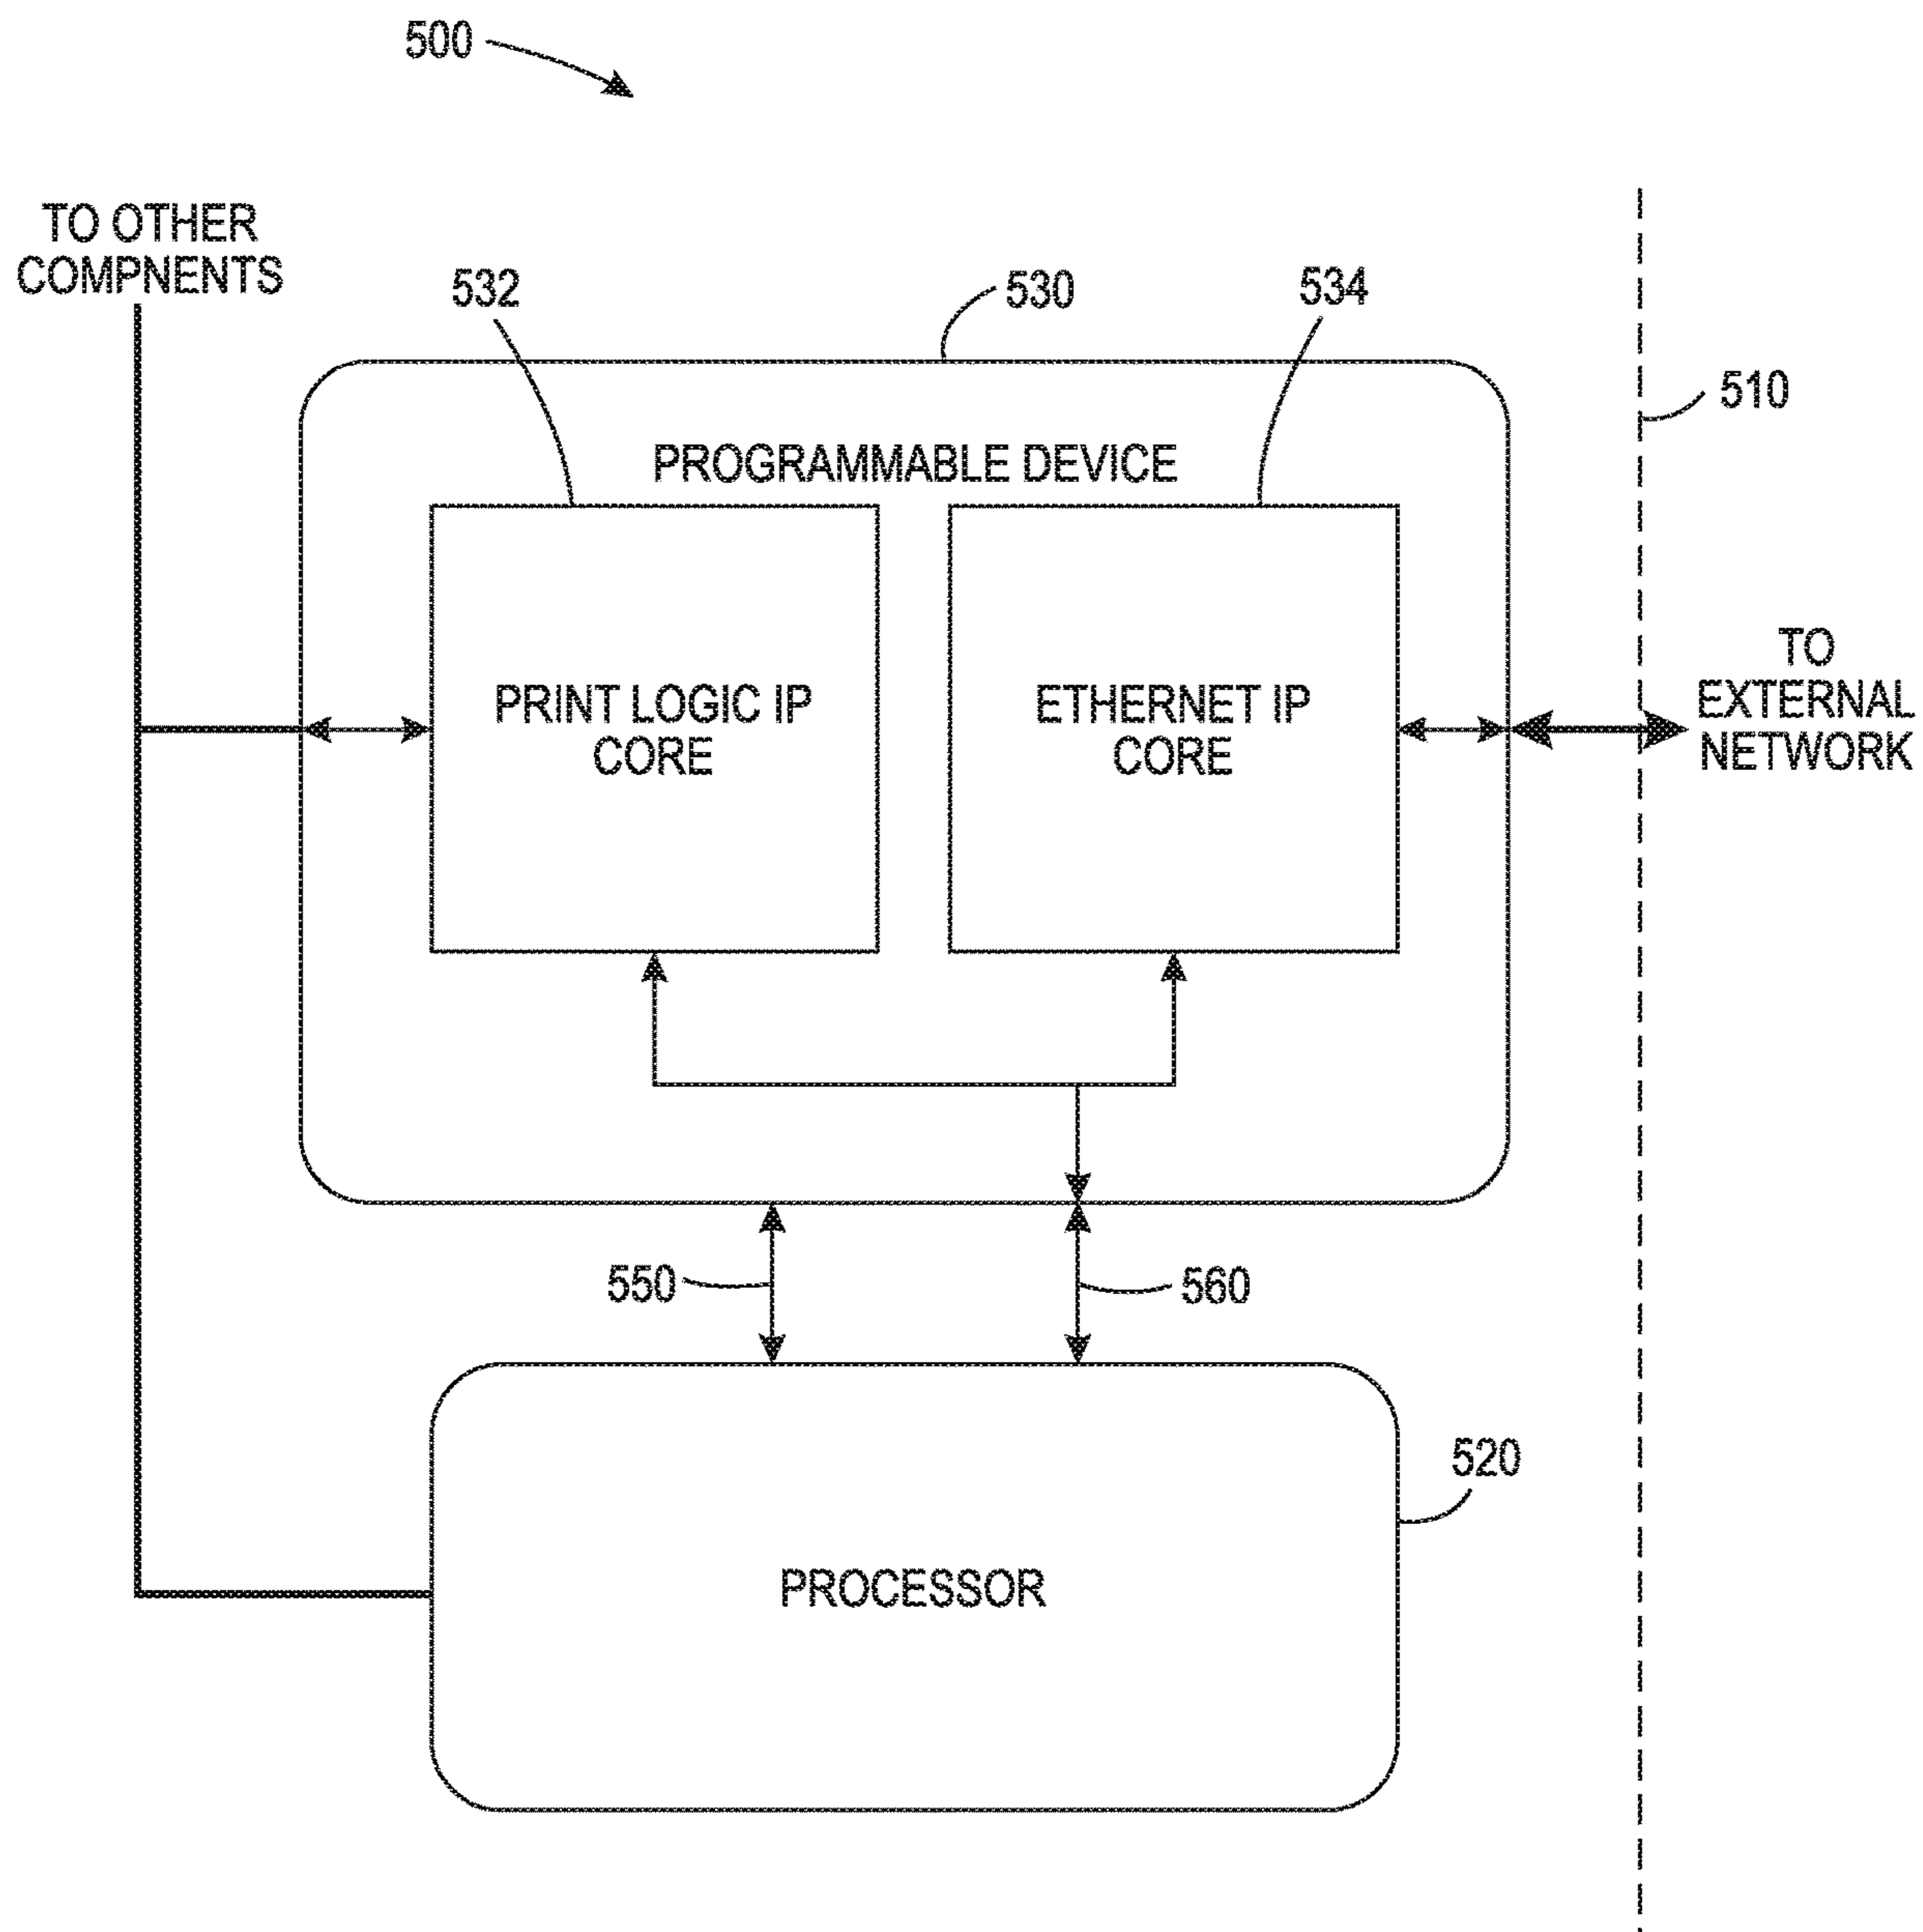 500
TO OTHER
COMPNENTS
532
530
534
510
PROGRAMMABLE DEVICE
PRINT LOGIC IP
CORE
ETHERNET IP
CORE
TO
EXTERNAL
NETWORK
550
560
520
PROCESSOR